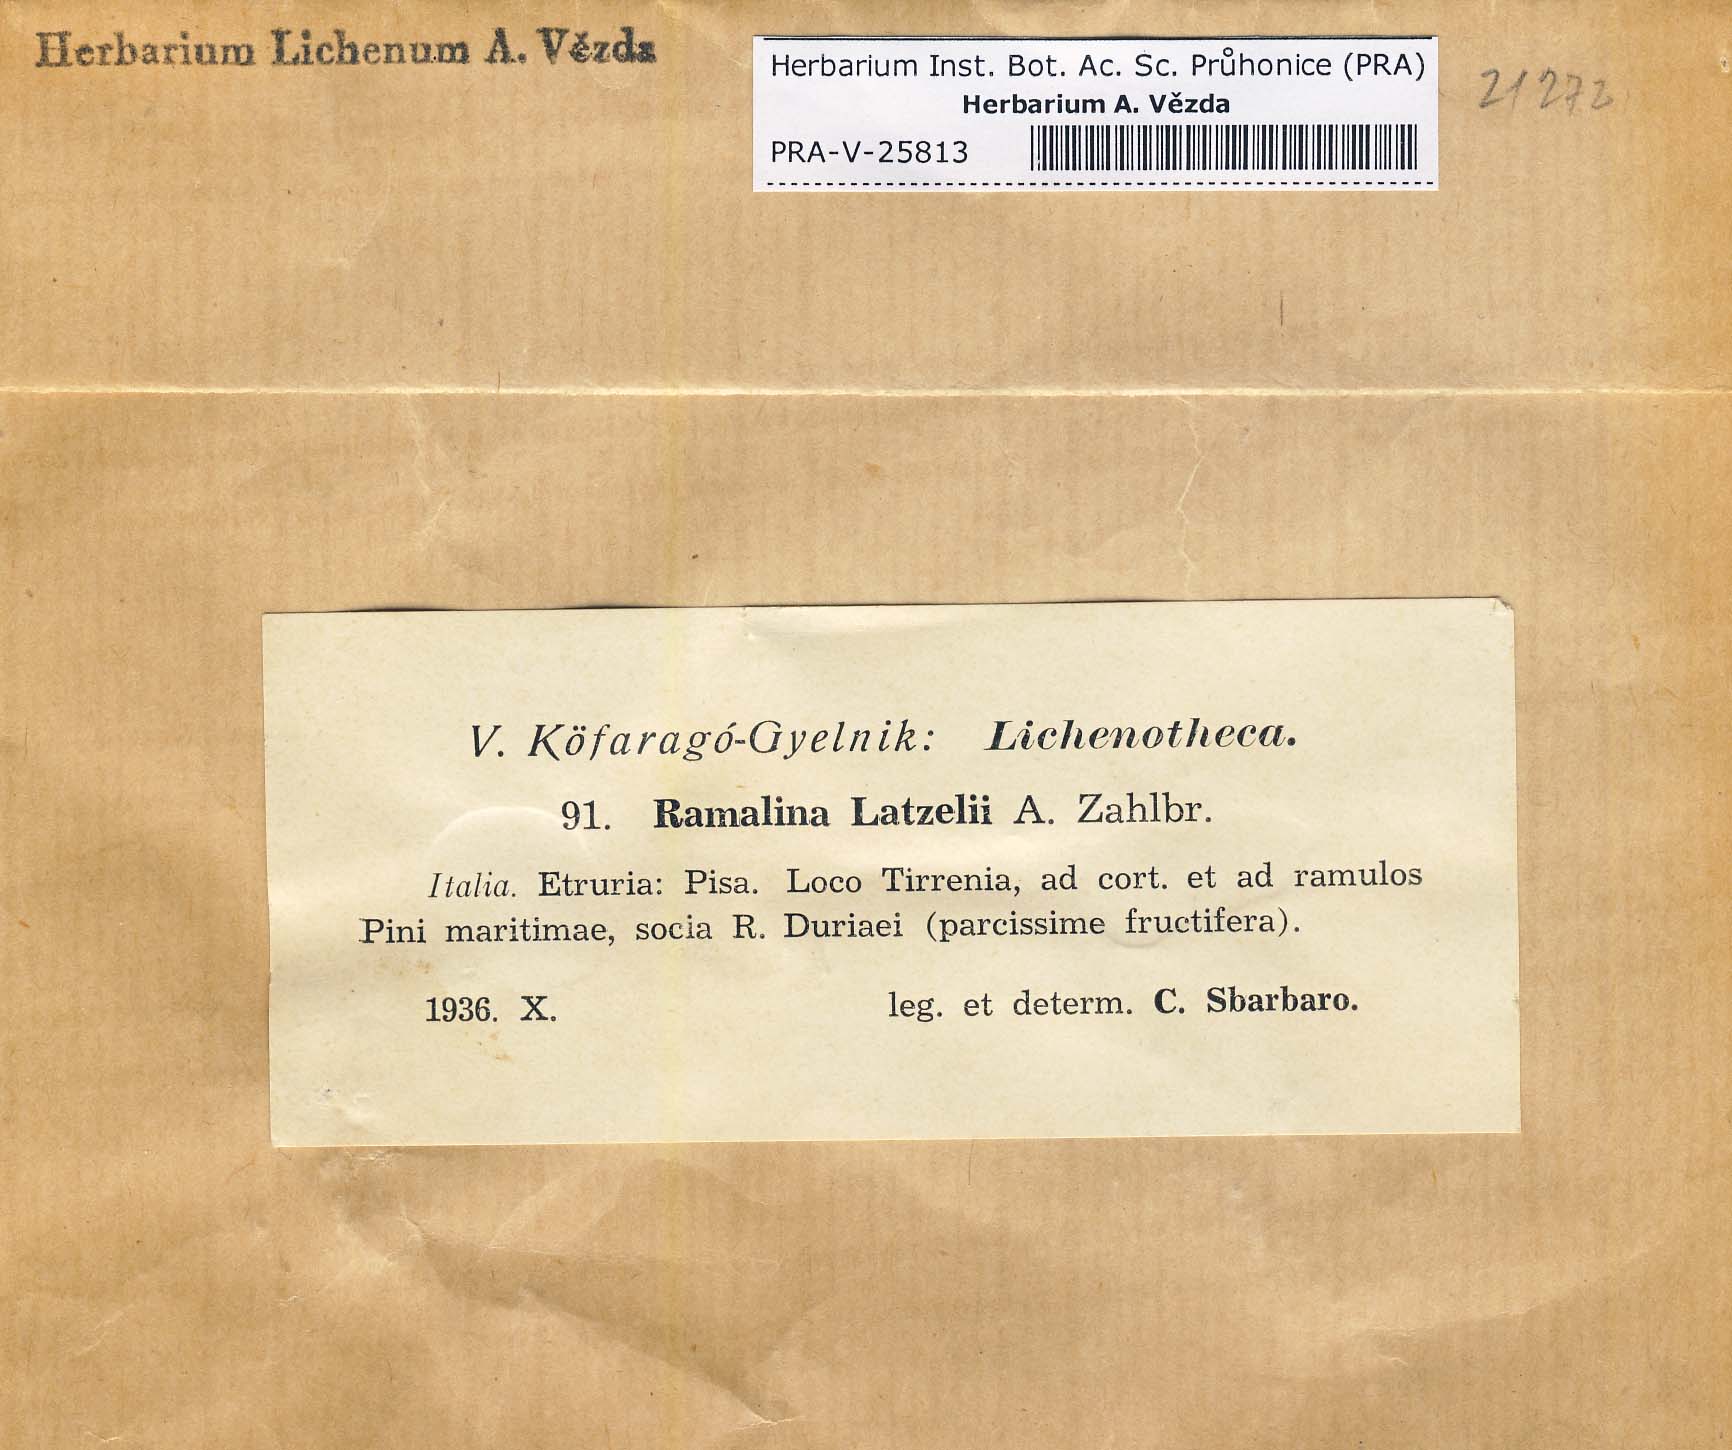 Herbarium Lichenum A. Vězda
Herbarium Inst. Bot. Ac. Sc. Průhonice (PRA)
Herbarium A. Vězda
PRA-V-25813
21272
V. Köfaragó-Gyelnik: Lichenotheca.
91. Ramalina Latzelii A. Zahlbr.
Italia. Etruria: Pisa. Loco Tirrenia, ad cort. et ad ramulos
Pini maritimae, socia R. Duriaei (parcissime fructifera).
1936. X. leg. et determ. C. Sbarbaro.